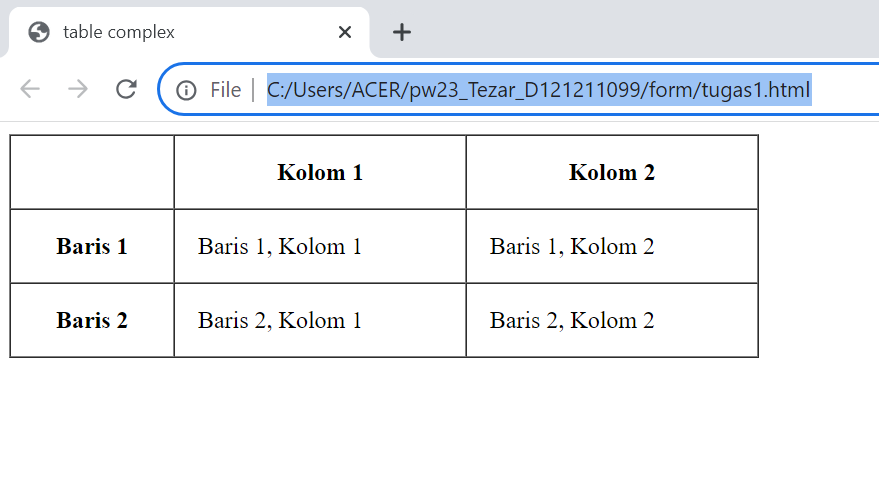 table complex
File C:/Users/ACER/pw23_Tezar_D121211099/form/tugas1.html
Kolom 1 Kolom 2
Baris 1 Baris 1, Kolom 1 Baris 1, Kolom 2
Baris 2 Baris 2, Kolom 1 Baris 2, Kolom 2